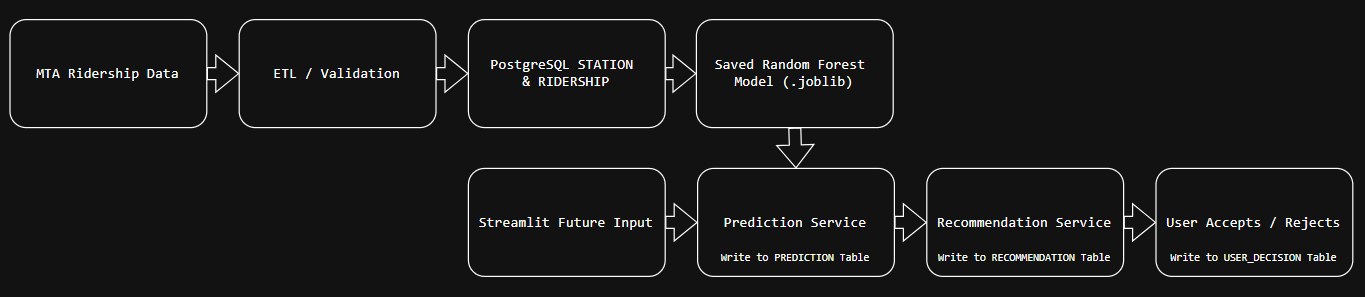 MTA Ridership Data
ETL / Validation
PostgreSQL STATION
& RIDERSHIP
Saved Random Forest
Model (.joblib)
Streamlit Future Input
Prediction Service
Write to PREDICTION Table
Recommendation Service
Write to RECOMMENDATION Table
User Accepts / Rejects
Write to USER_DECISION Table